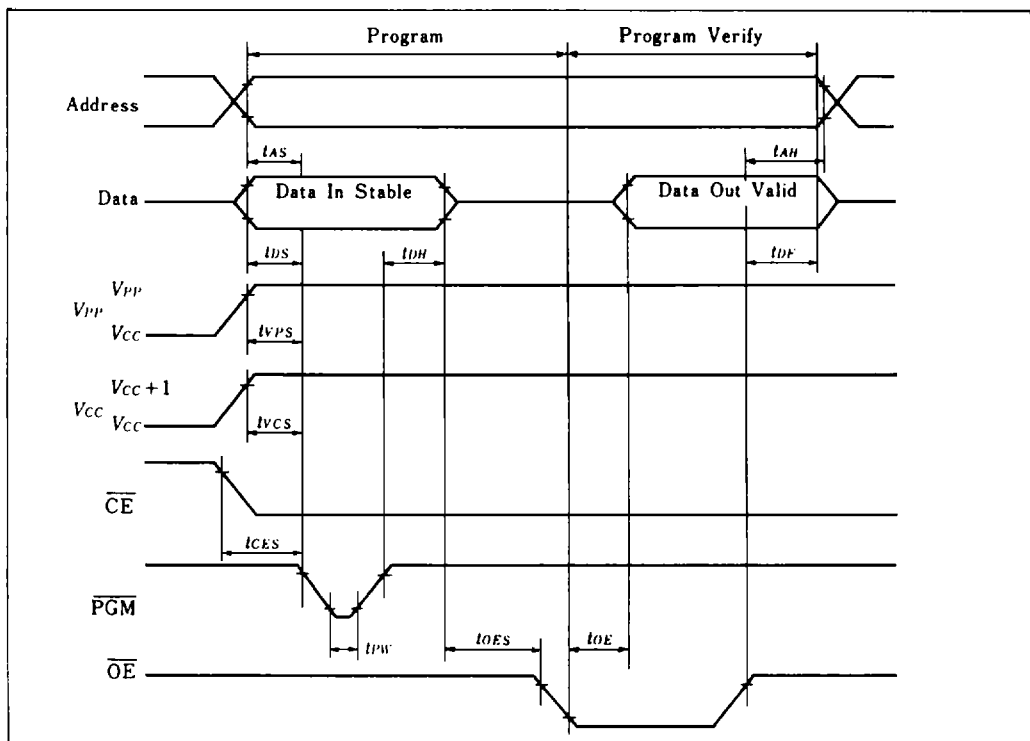 Program Program Verify
Address
tAS tAH
Data Data In Stable Data Out Valid
tDS tDH tDF
VPP
VPP
VCC
tVPS
VCC+1
VCC
VCC
tVCS
CE
tCES
PGM
tPW tOES tOE
OE